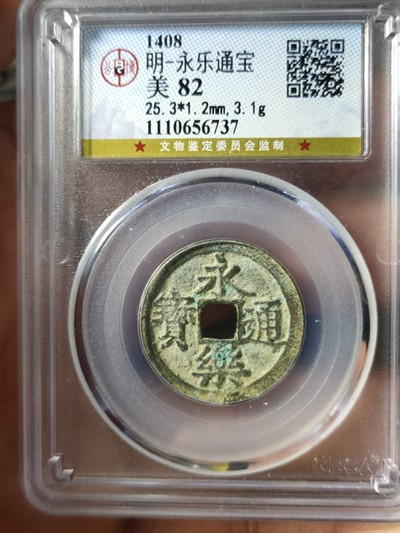 1408
明-永乐通宝
美 82
25.3*1.2mm,3.1g
1110656737
★ 文物鉴定委员会监制 ★
永樂通寶